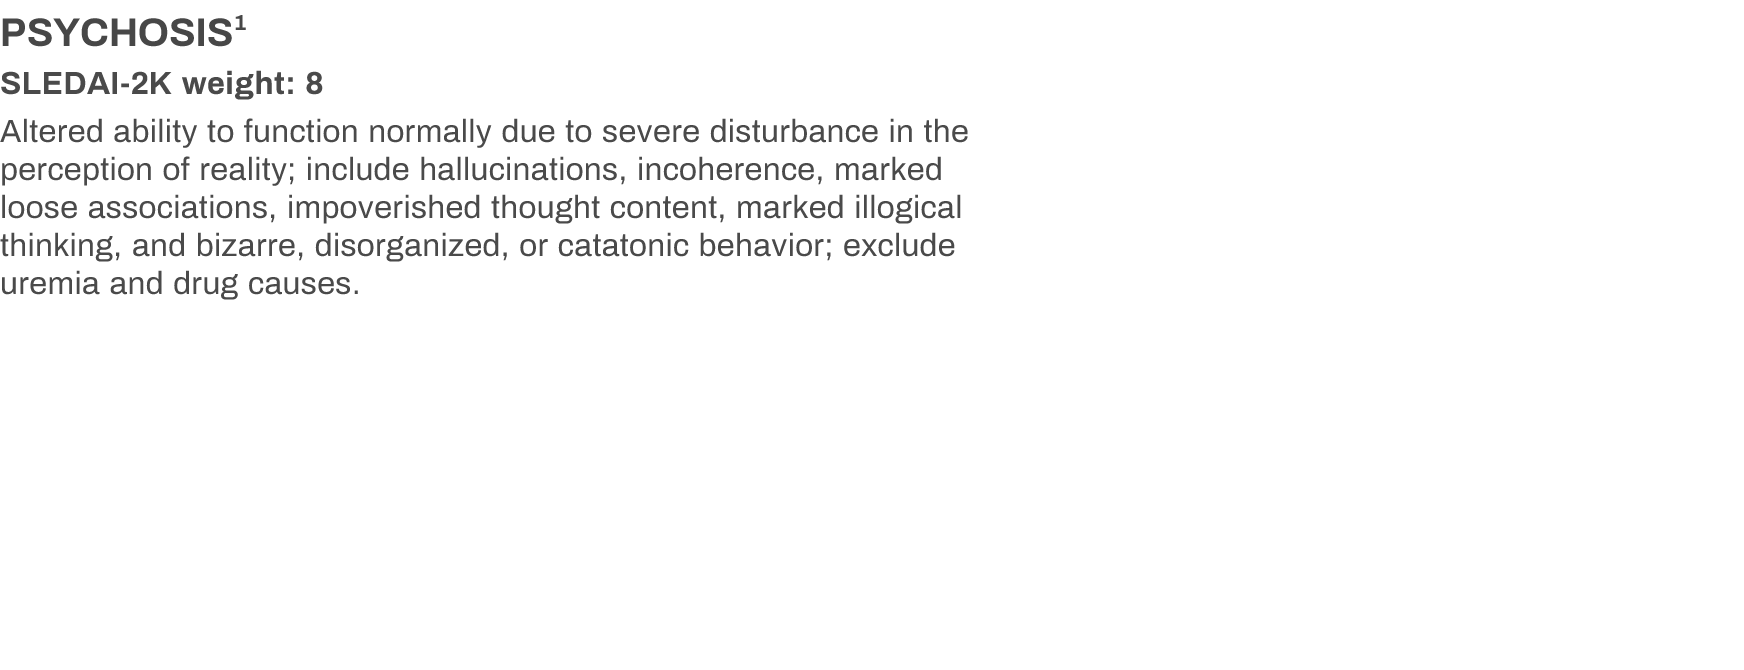 PSYCHOSIS¹
SLEDAI-2K weight: 8
Altered ability to function normally due to severe disturbance in the
perception of reality; include hallucinations, incoherence, marked
loose associations, impoverished thought content, marked illogical
thinking, and bizarre, disorganized, or catatonic behavior; exclude
uremia and drug causes.